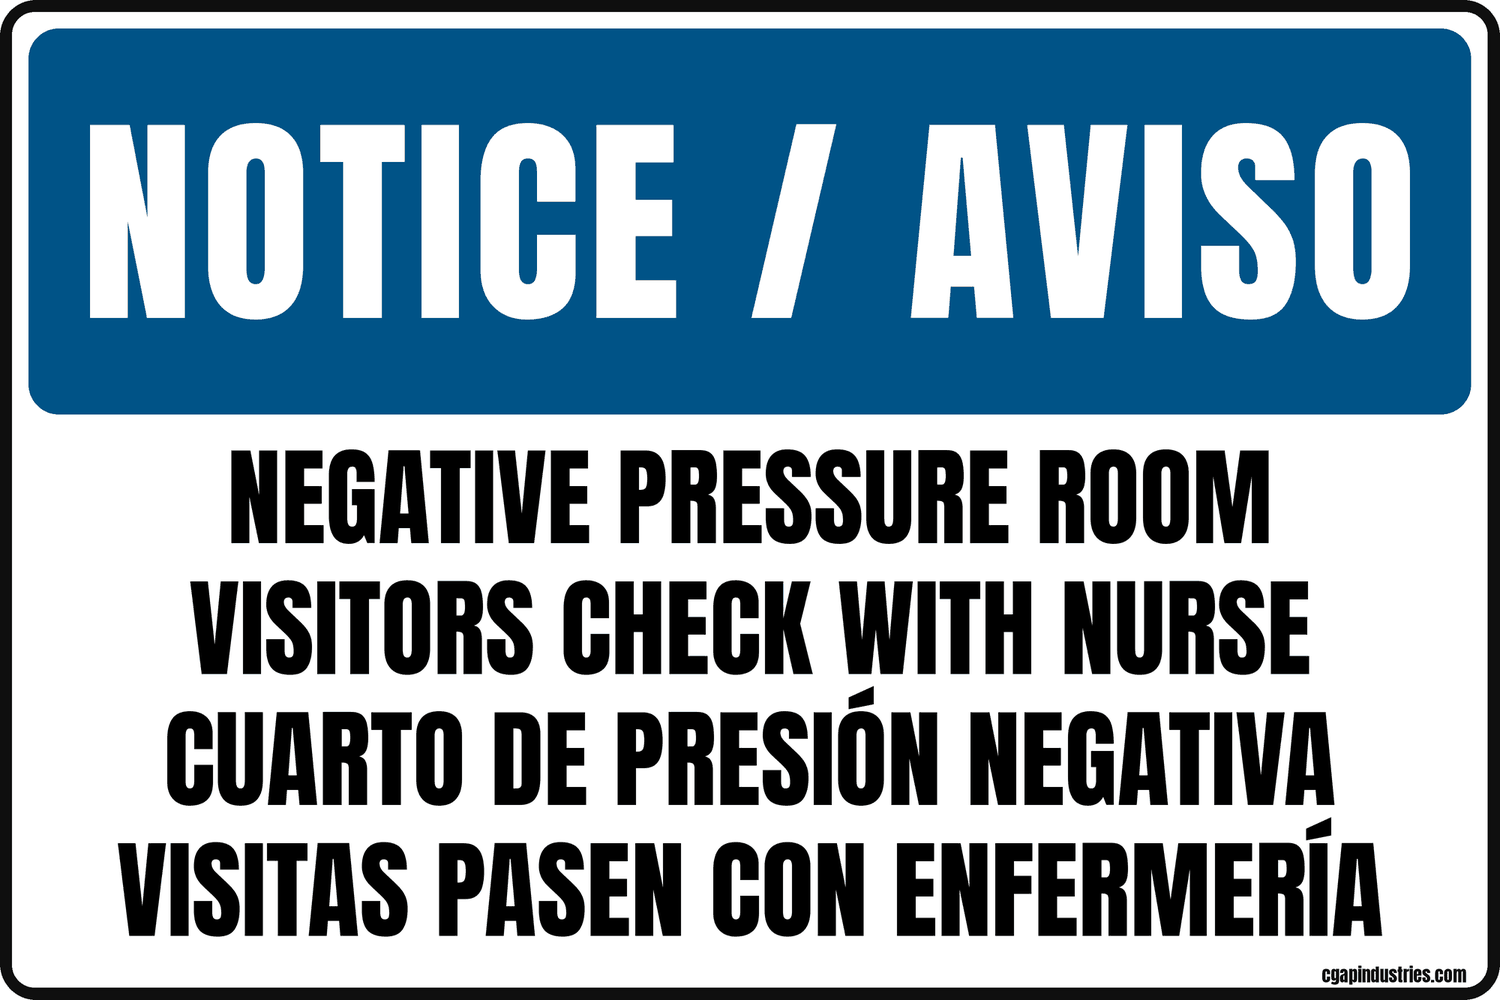 NOTICE / AVISO
NEGATIVE PRESSURE ROOM
VISITORS CHECK WITH NURSE
CUARTO DE PRESIÓN NEGATIVA
VISITAS PASEN CON ENFERMERÍA
cgapindustries.com